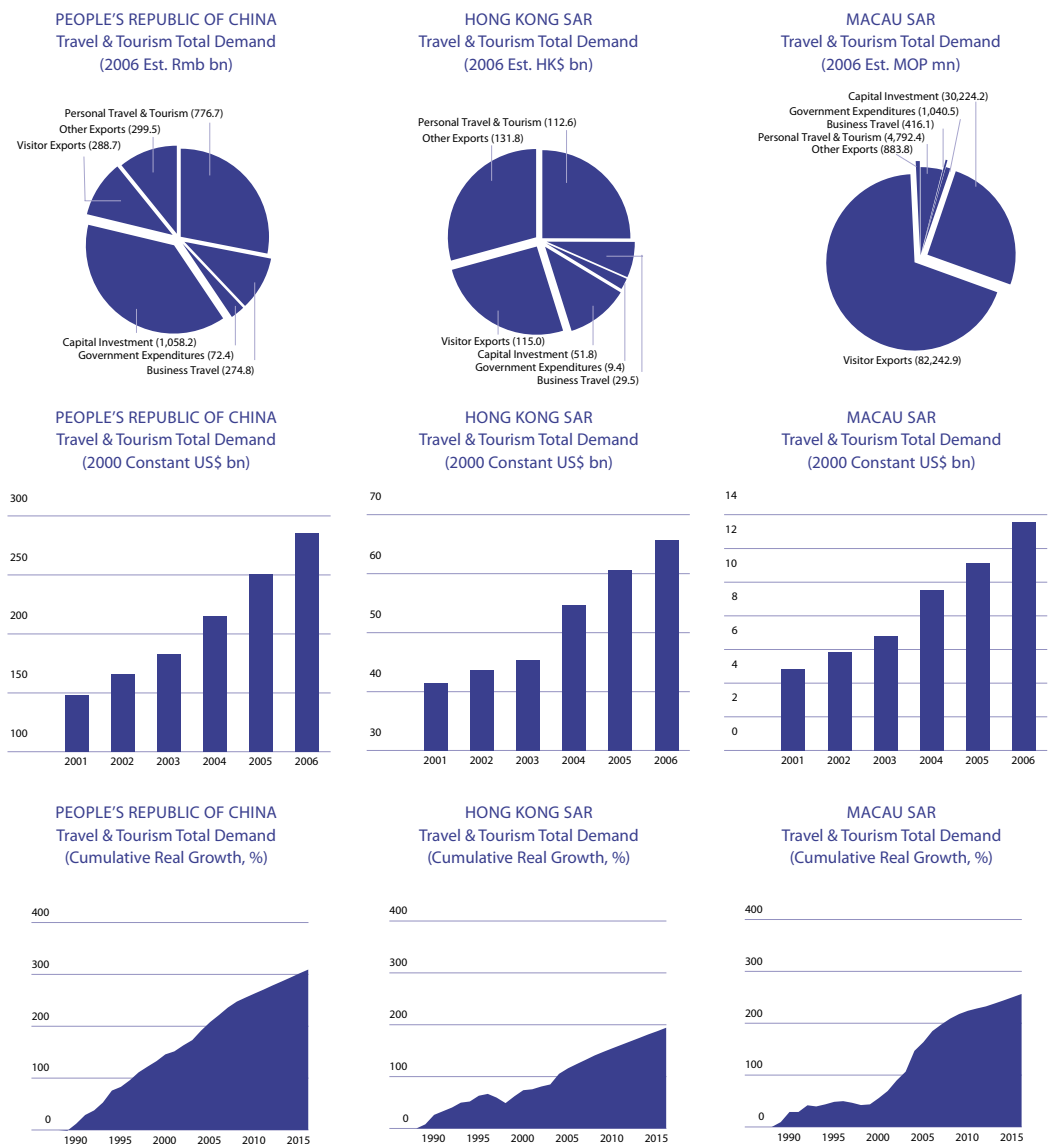 PEOPLE'S REPUBLIC OF CHINA
Travel & Tourism Total Demand
(2006 Est. Rmb bn)
Personal Travel & Tourism (776.7)
Other Exports (299.5)
Visitor Exports (288.7)
Capital Investment (1,058.2)
Government Expenditures (72.4)
Business Travel (274.8)
HONG KONG SAR
Travel & Tourism Total Demand
(2006 Est. HK$ bn)
Personal Travel & Tourism (112.6)
Other Exports (131.8)
Visitor Exports (115.0)
Capital Investment (51.8)
Government Expenditures (9.4)
Business Travel (29.5)
MACAU SAR
Travel & Tourism Total Demand
(2006 Est. MOP mn)
Capital Investment (30,224.2)
Government Expenditures (1,040.5)
Business Travel (416.1)
Personal Travel & Tourism (4,792.4)
Other Exports (883.8)
Visitor Exports (82,242.9)
PEOPLE'S REPUBLIC OF CHINA
Travel & Tourism Total Demand
(2000 Constant US$ bn)
300
250
200
150
100
2001 2002 2003 2004 2005 2006
HONG KONG SAR
Travel & Tourism Total Demand
(2000 Constant US$ bn)
70
60
50
40
30
2001 2002 2003 2004 2005 2006
MACAU SAR
Travel & Tourism Total Demand
(2000 Constant US$ bn)
14
12
10
8
6
4
2
0
2001 2002 2003 2004 2005 2006
PEOPLE'S REPUBLIC OF CHINA
Travel & Tourism Total Demand
(Cumulative Real Growth, %)
400
300
200
100
0
1990 1995 2000 2005 2010 2015
HONG KONG SAR
Travel & Tourism Total Demand
(Cumulative Real Growth, %)
400
300
200
100
0
1990 1995 2000 2005 2010 2015
MACAU SAR
Travel & Tourism Total Demand
(Cumulative Real Growth, %)
400
300
200
100
0
1990 1995 2000 2005 2010 2015